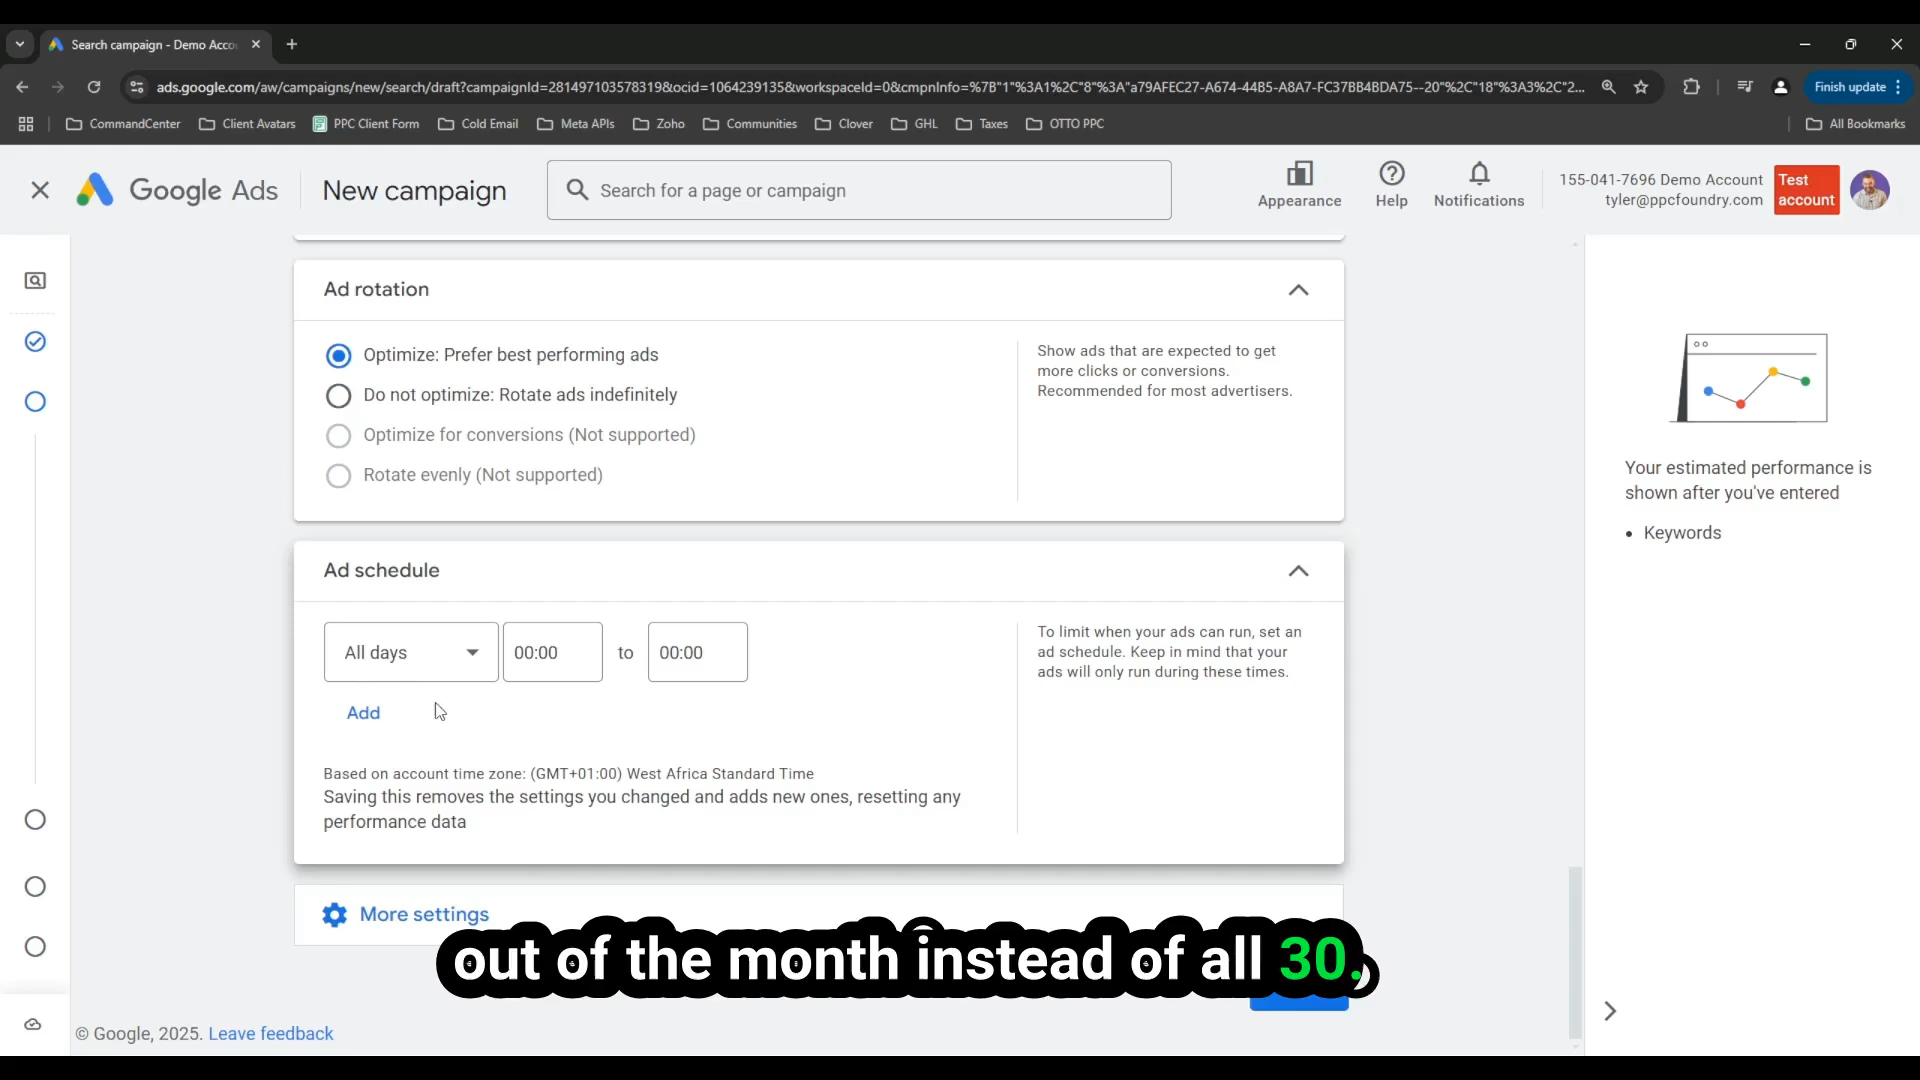 Search campaign - Demo Acco
ads.google.com/aw/campaigns/new/search/draft?campaignId=281497103578319&ocid=1064239135&workspaceId=0&cmpnInfo=%7B"1"%3A1%2C"8"%3A"a79AFEC27-A674-44B5-A8A7-FC37BB4BDA75--20"%2C"18"%3A3%2C"2...
Finish update
CommandCenter Client Avatars PPC Client Form Cold Email Meta APIs Zoho Communities Clover GHL Taxes OTTO PPC All Bookmarks
Google Ads New campaign Search for a page or campaign
Appearance Help Notifications
155-041-7696 Demo Account
tyler@ppcfoundry.com
Test
account
Ad rotation
Optimize: Prefer best performing ads
Do not optimize: Rotate ads indefinitely
Optimize for conversions (Not supported)
Rotate evenly (Not supported)
Show ads that are expected to get
more clicks or conversions.
Recommended for most advertisers.
Your estimated performance is
shown after you've entered
• Keywords
Ad schedule
All days 00:00 to 00:00
Add
To limit when your ads can run, set an
ad schedule. Keep in mind that your
ads will only run during these times.
Based on account time zone: (GMT+01:00) West Africa Standard Time
Saving this removes the settings you changed and adds new ones, resetting any
performance data
More settings
out of the month instead of all 30,
© Google, 2025. Leave feedback